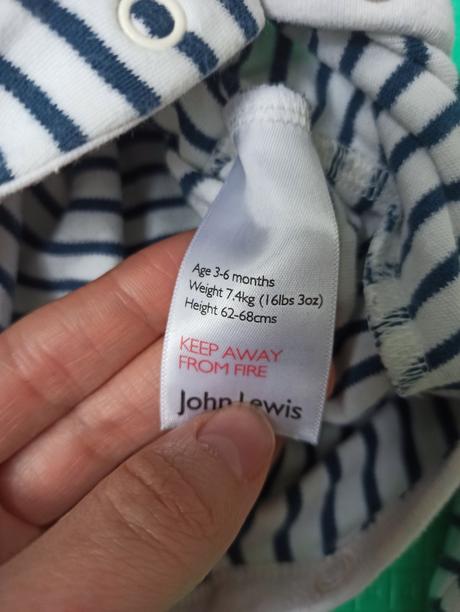 Age 3-6 months
Weight 7.4kg (16lbs 3oz)
Height 62-68cms
KEEP AWAY
FROM FIRE
John Lewis